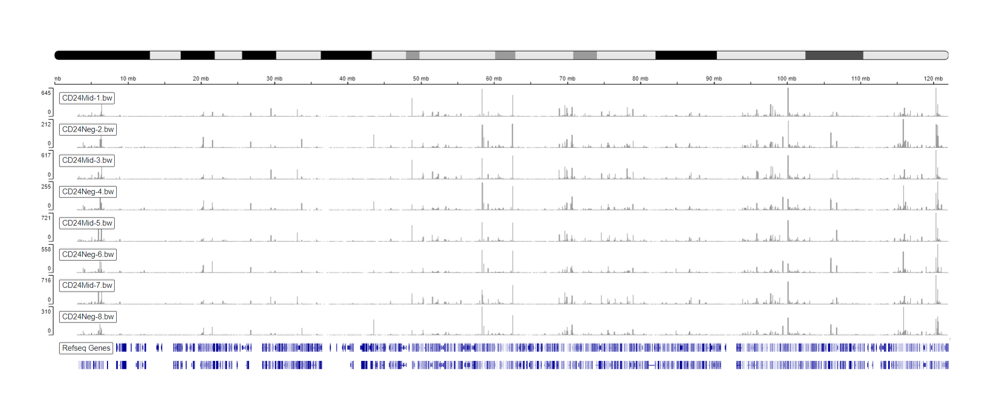 nb 10 mb 20 mb 30 mb 40 mb 50 mb 60 mb 70 mb 80 mb 90 mb 100 mb 110 mb 120 mb
645
CD24Mid-1.bw
0
212
CD24Neg-2.bw
0
617
CD24Mid-3.bw
0
255
CD24Neg-4.bw
0
721
CD24Mid-5.bw
0
558
CD24Neg-6.bw
0
716
CD24Mid-7.bw
0
310
CD24Neg-8.bw
0
Refseq Genes